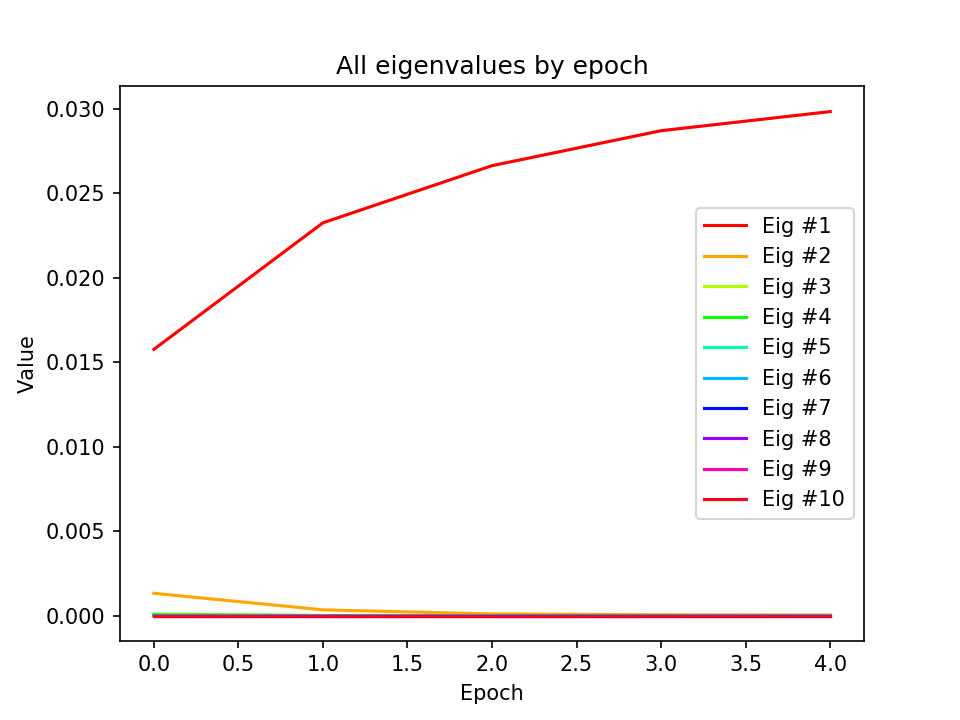 All eigenvalues by epoch
0.030
0.025
0.020
0.015
0.010
0.005
0.000
Value
Eig #1
Eig #2
Eig #3
Eig #4
Eig #5
Eig #6
Eig #7
Eig #8
Eig #9
Eig #10
0.0 0.5 1.0 1.5 2.0 2.5 3.0 3.5 4.0
Epoch